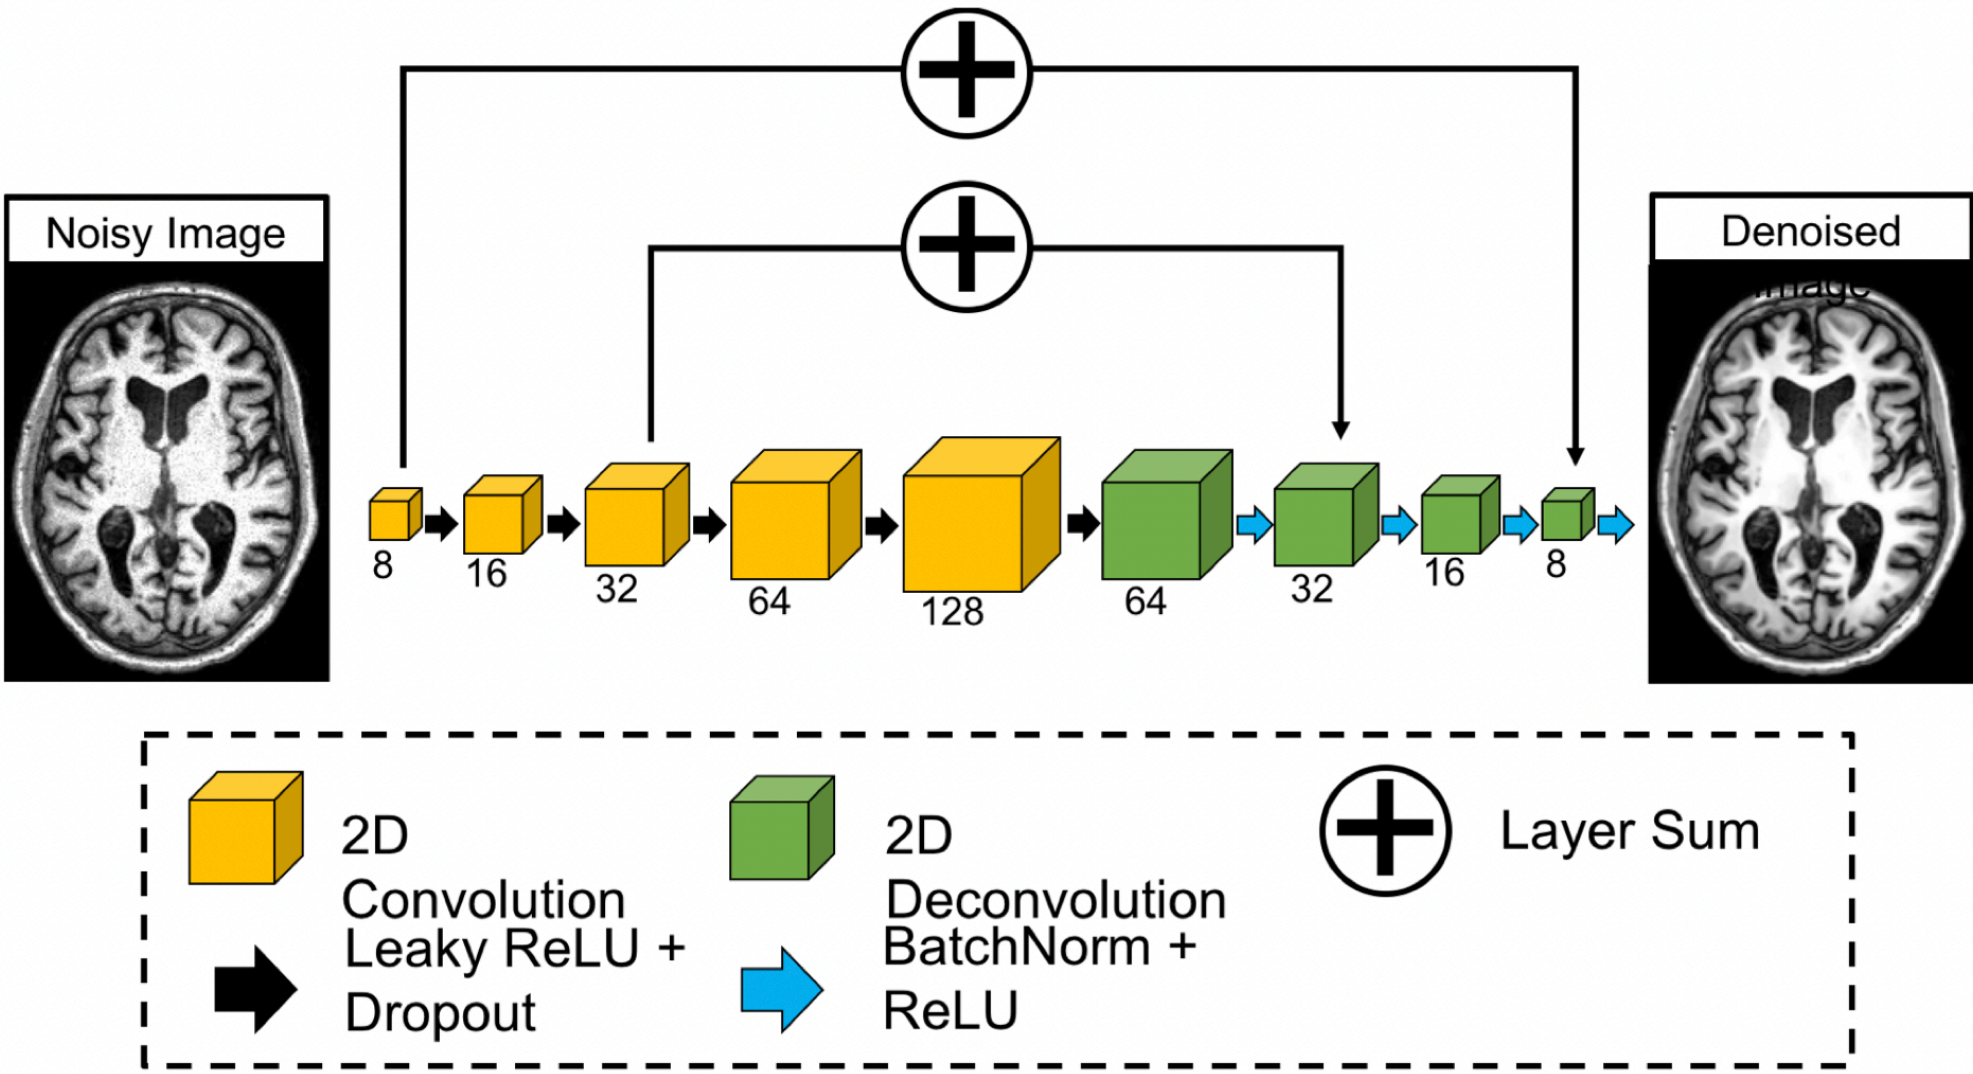 Noisy Image
Denoised
Image
8
16
32
64
128
64
32
16
8
2D
Convolution
Leaky ReLU +
Dropout
2D
Deconvolution
BatchNorm +
ReLU
Layer Sum